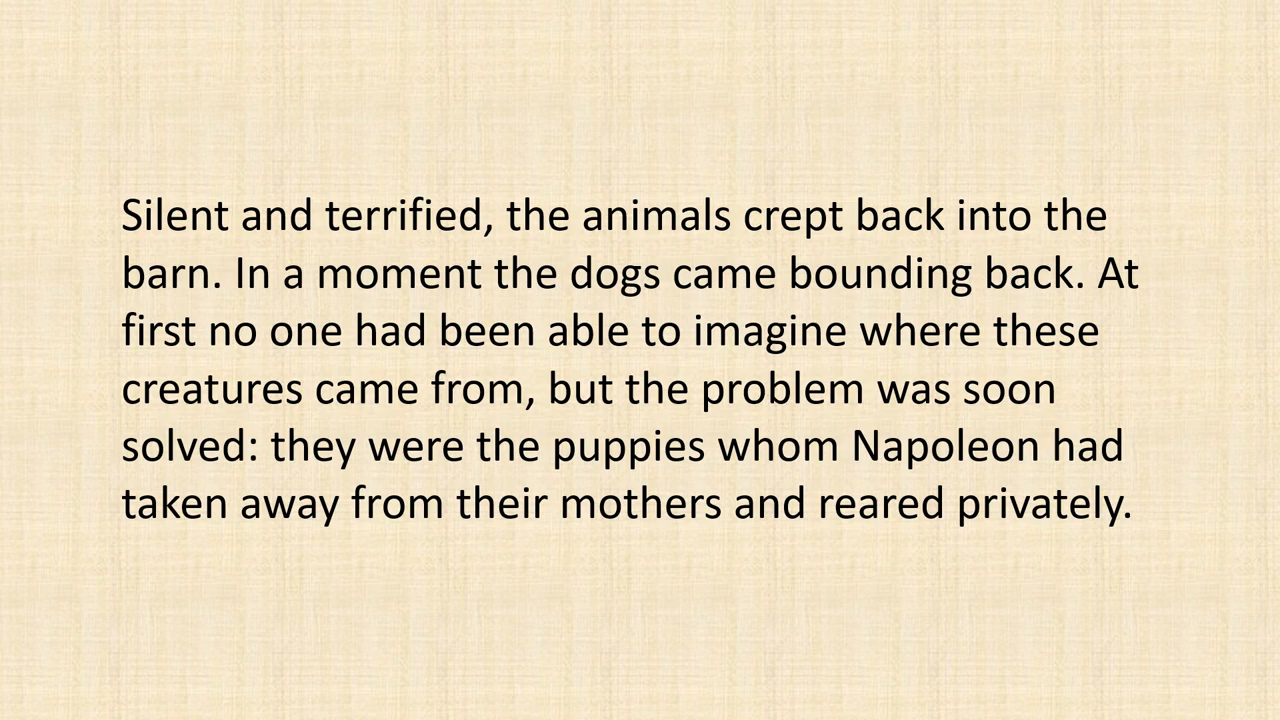 Silent and terrified, the animals crept back into the
barn. In a moment the dogs came bounding back. At
first no one had been able to imagine where these
creatures came from, but the problem was soon
solved: they were the puppies whom Napoleon had
taken away from their mothers and reared privately.